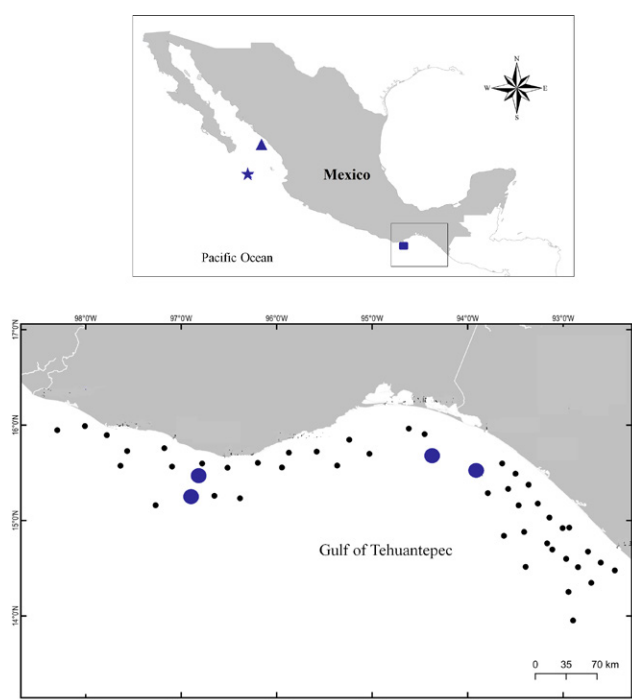 N
W E
S
Mexico
Pacific Ocean
98°0'W 97°0'W 96°0'W 95°0'W 94°0'W 93°0'W
17°0'N
16°0'N
15°0'N
14°0'N
Gulf of Tehuantepec
0 35 70 km